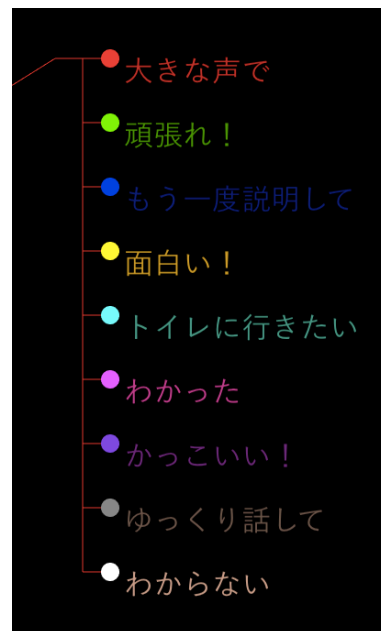 大きな声で
頑張れ！
もう一度説明して
面白い！
トイレに行きたい
わかった
かっこいい！
ゆっくり話して
わからない